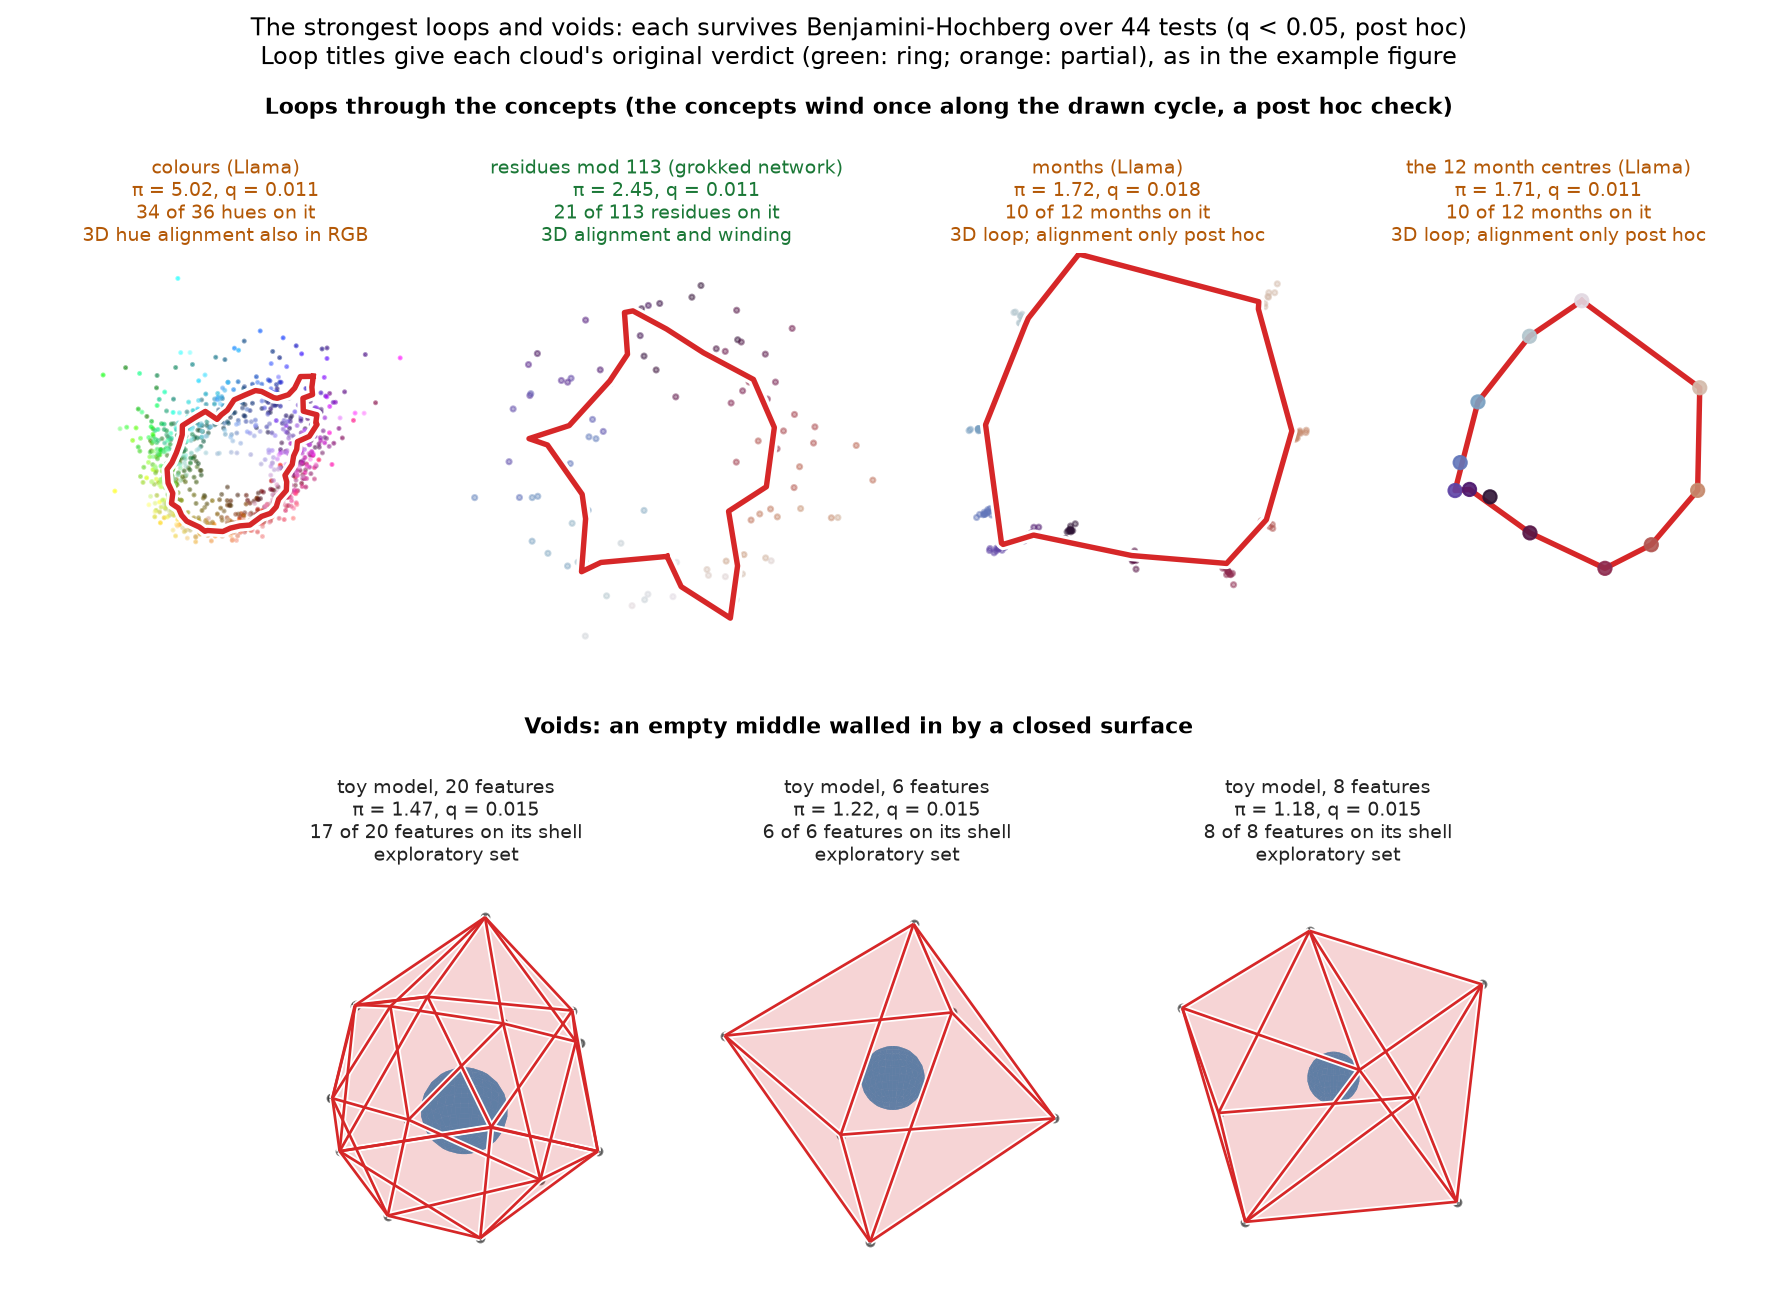 The strongest loops and voids: each survives Benjamini-Hochberg over 44 tests (q < 0.05, post hoc)
Loop titles give each cloud's original verdict (green: ring; orange: partial), as in the example figure
Loops through the concepts (the concepts wind once along the drawn cycle, a post hoc check)
colours (Llama)
π = 5.02, q = 0.011
34 of 36 hues on it
3D hue alignment also in RGB
residues mod 113 (grokked network)
π = 2.45, q = 0.011
21 of 113 residues on it
3D alignment and winding
months (Llama)
π = 1.72, q = 0.018
10 of 12 months on it
3D loop; alignment only post hoc
the 12 month centres (Llama)
π = 1.71, q = 0.011
10 of 12 months on it
3D loop; alignment only post hoc
Voids: an empty middle walled in by a closed surface
toy model, 20 features
π = 1.47, q = 0.015
17 of 20 features on its shell
exploratory set
toy model, 6 features
π = 1.22, q = 0.015
6 of 6 features on its shell
exploratory set
toy model, 8 features
π = 1.18, q = 0.015
8 of 8 features on its shell
exploratory set